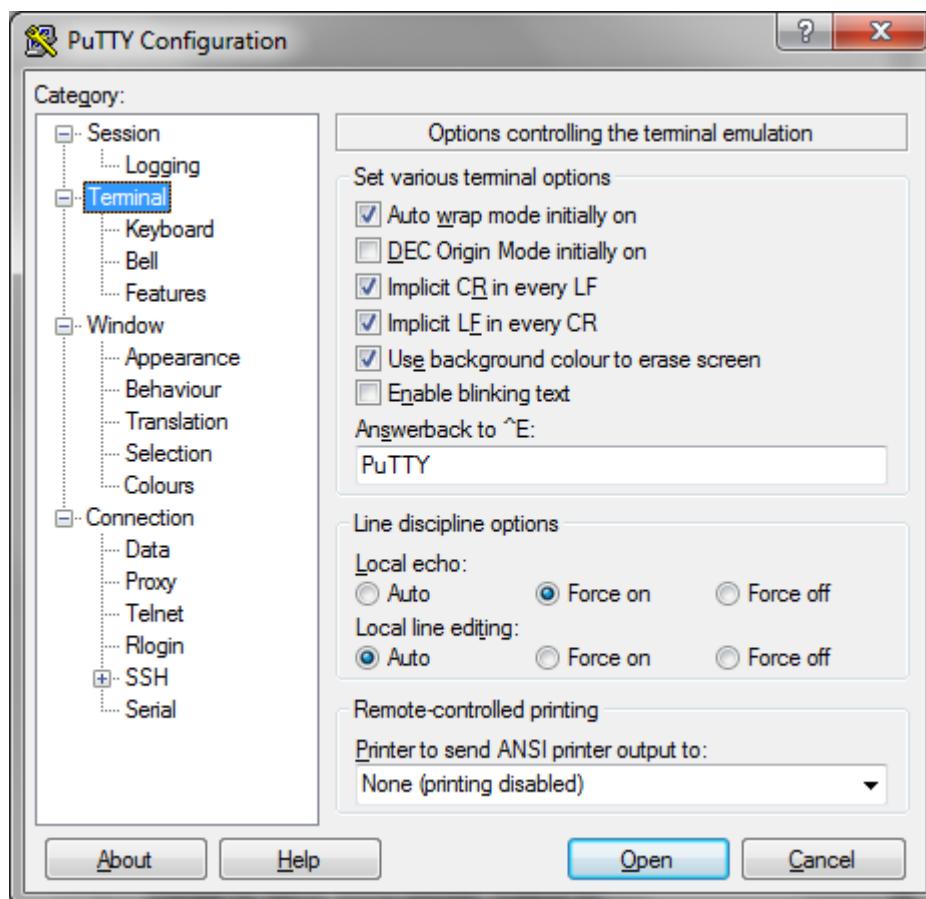 PuTTY Configuration
Category:
Session
Logging
Terminal
Keyboard
Bell
Features
Window
Appearance
Behaviour
Translation
Selection
Colours
Connection
Data
Proxy
Telnet
Rlogin
SSH
Serial
Options controlling the terminal emulation
Set various terminal options
Auto wrap mode initially on
DEC Origin Mode initially on
Implicit CR in every LF
Implicit LF in every CR
Use background colour to erase screen
Enable blinking text
Answerback to ^E:
PuTTY
Line discipline options
Local echo:
Auto Force on Force off
Local line editing:
Auto Force on Force off
Remote-controlled printing
Printer to send ANSI printer output to:
None (printing disabled)
About Help Open Cancel